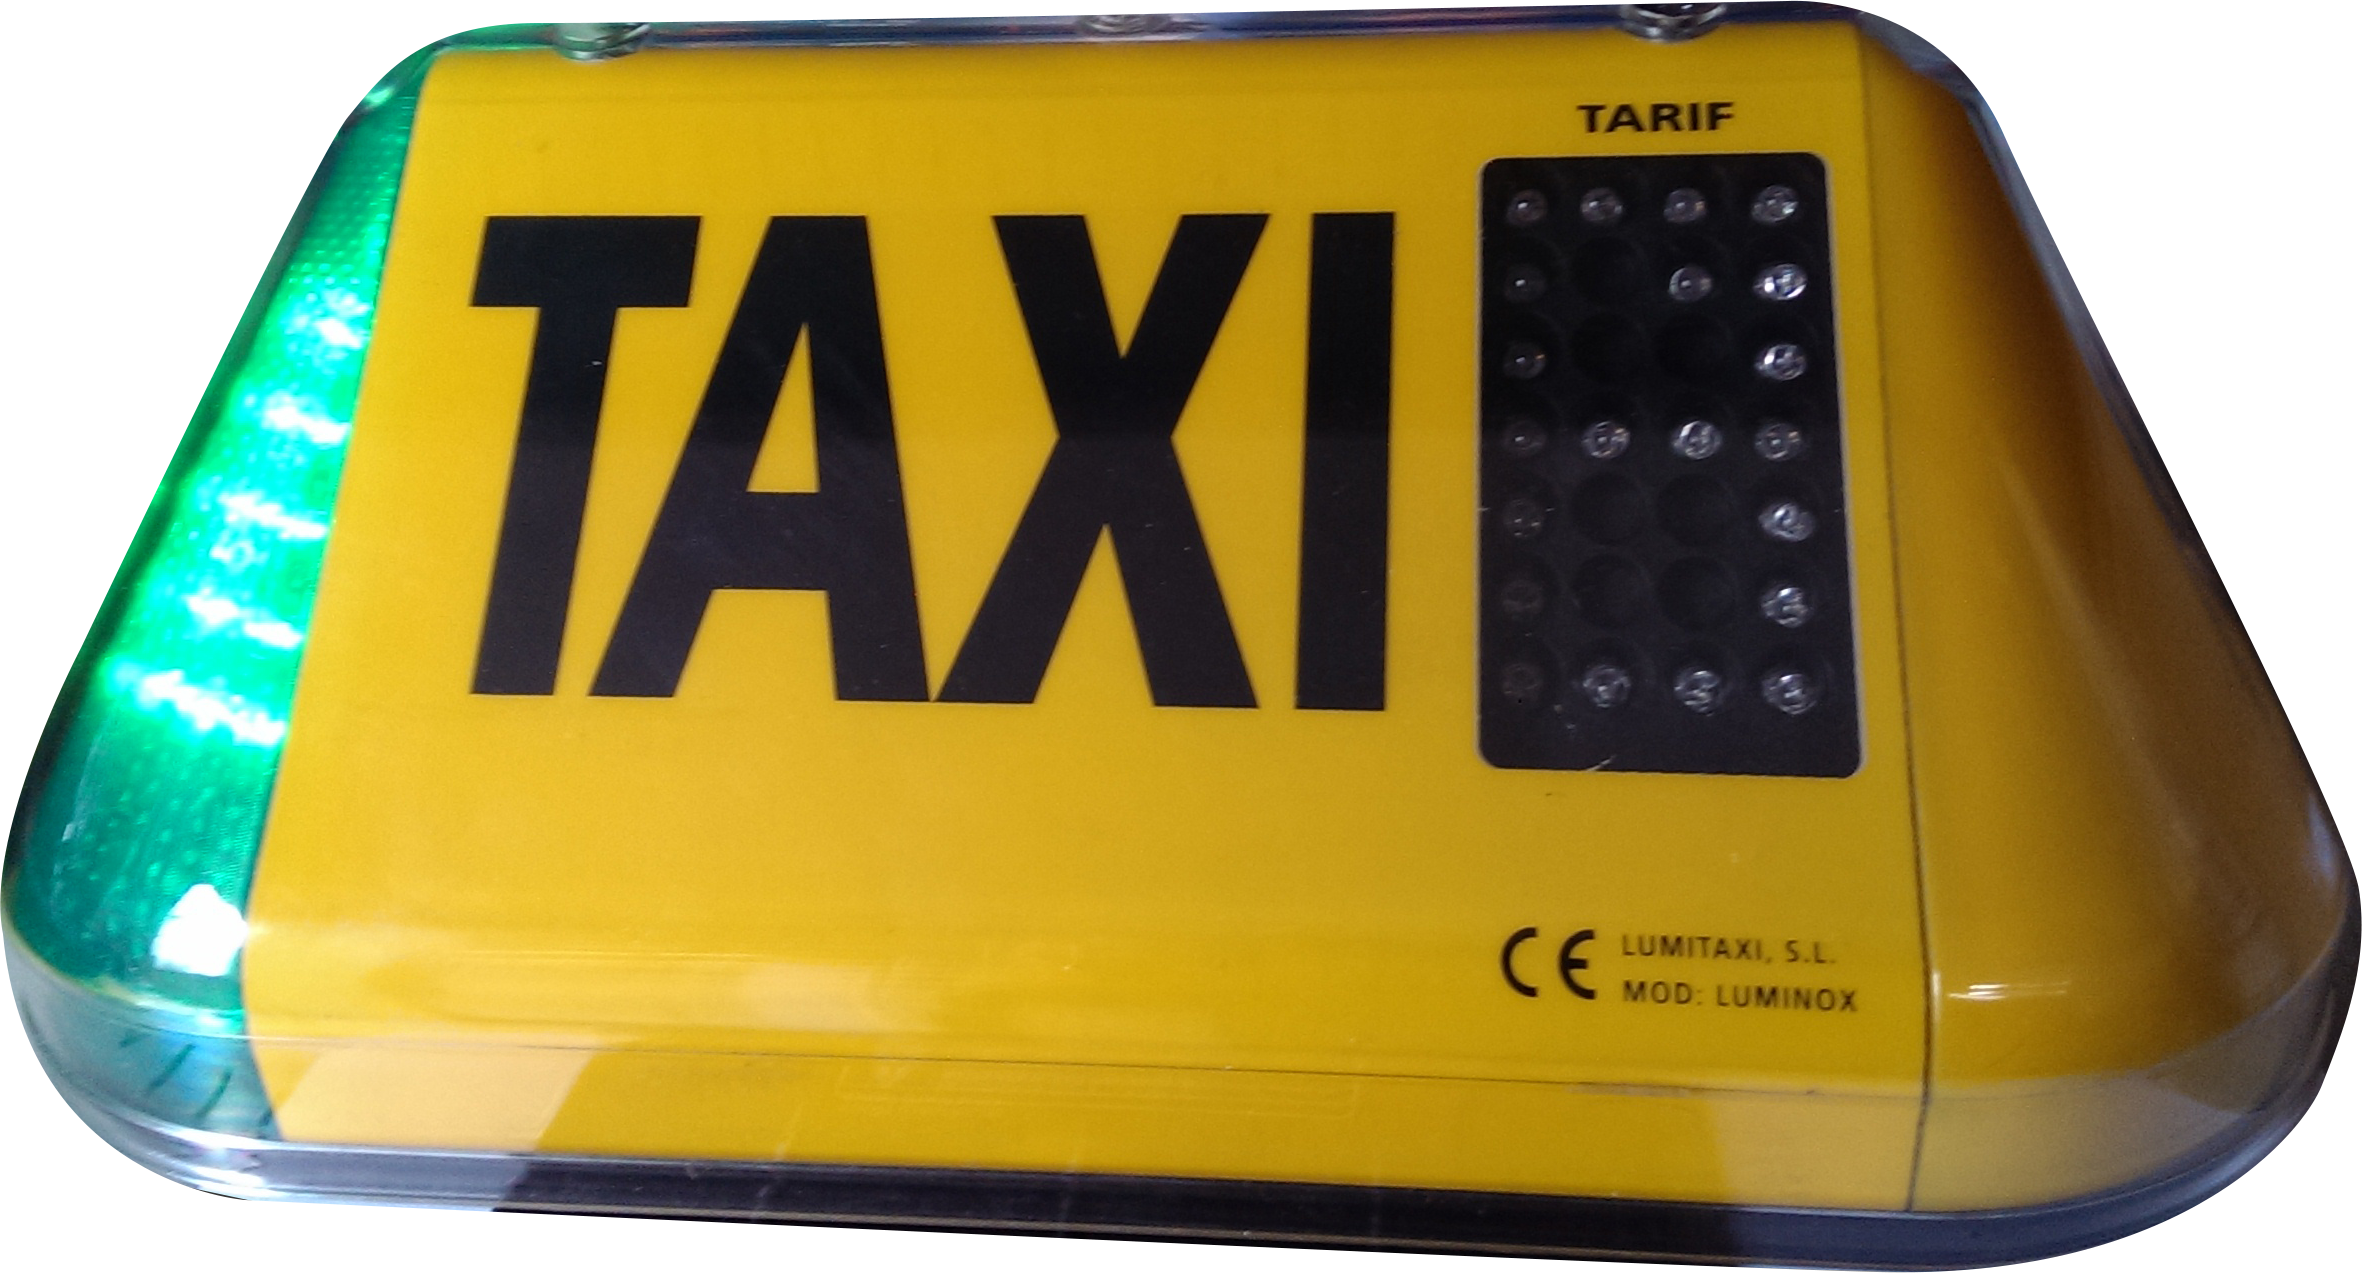 TARIF
TAXI
CE LUMITAXI, S.L.
MOD: LUMINOX